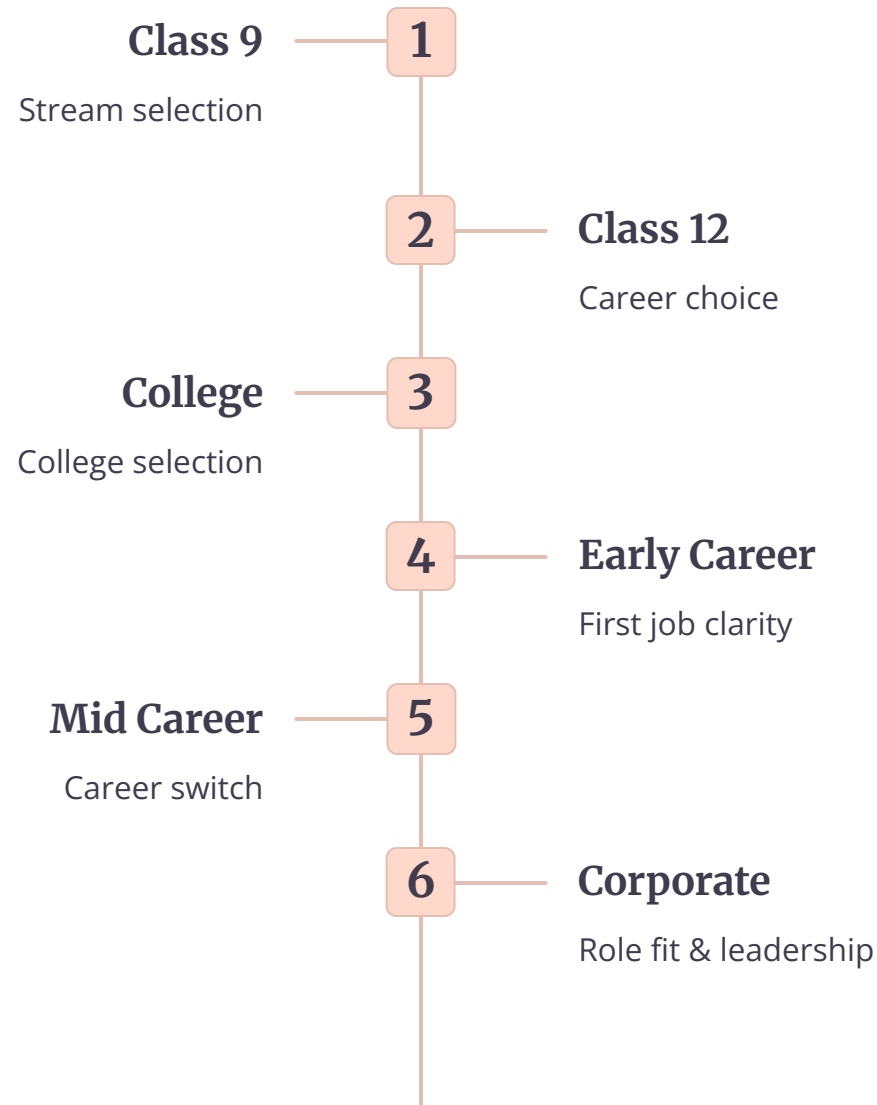 1
Class 9
Stream selection
2
Class 12
Career choice
3
College
College selection
4
Early Career
First job clarity
5
Mid Career
Career switch
6
Corporate
Role fit & leadership